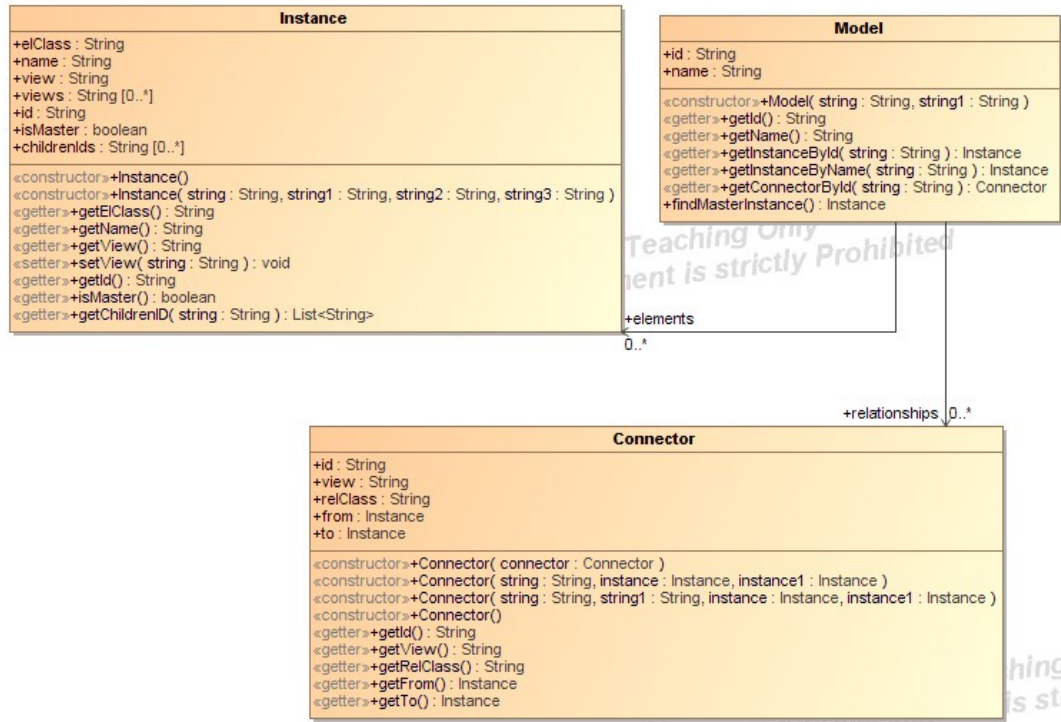 Instance
+elClass : String
+name : String
+view : String
+views : String [0..*]
+id : String
+isMaster : boolean
+childrenIds : String [0..*]
«constructor»+Instance()
«constructor»+Instance( string : String, string1 : String, string2 : String, string3 : String )
«getter»+getElClass() : String
«getter»+getName() : String
«getter»+getView() : String
«setter»+setView( string : String ) : void
«getter»+getId() : String
«getter»+isMaster() : boolean
«getter»+getChildrenID( string : String ) : List<String>
Model
+id : String
+name : String
«constructor»+Model( string : String, string1 : String )
«getter»+getId() : String
«getter»+getName() : String
«getter»+getInstanceById( string : String ) : Instance
«getter»+getInstanceByName( string : String ) : Instance
«getter»+getConnectorById( string : String ) : Connector
+findMasterInstance() : Instance
Teaching Only
is strictly Prohibited
+elements
0..*
+relationships 0..*
Connector
+id : String
+view : String
+relClass : String
+from : Instance
+to : Instance
«constructor»+Connector( connector : Connector )
«constructor»+Connector( string : String, instance : Instance, instance1 : Instance )
«constructor»+Connector( string : String, string1 : String, instance : Instance, instance1 : Instance )
«constructor»+Connector()
«getter»+getId() : String
«getter»+getView() : String
«getter»+getRelClass() : String
«getter»+getFrom() : Instance
«getter»+getTo() : Instance